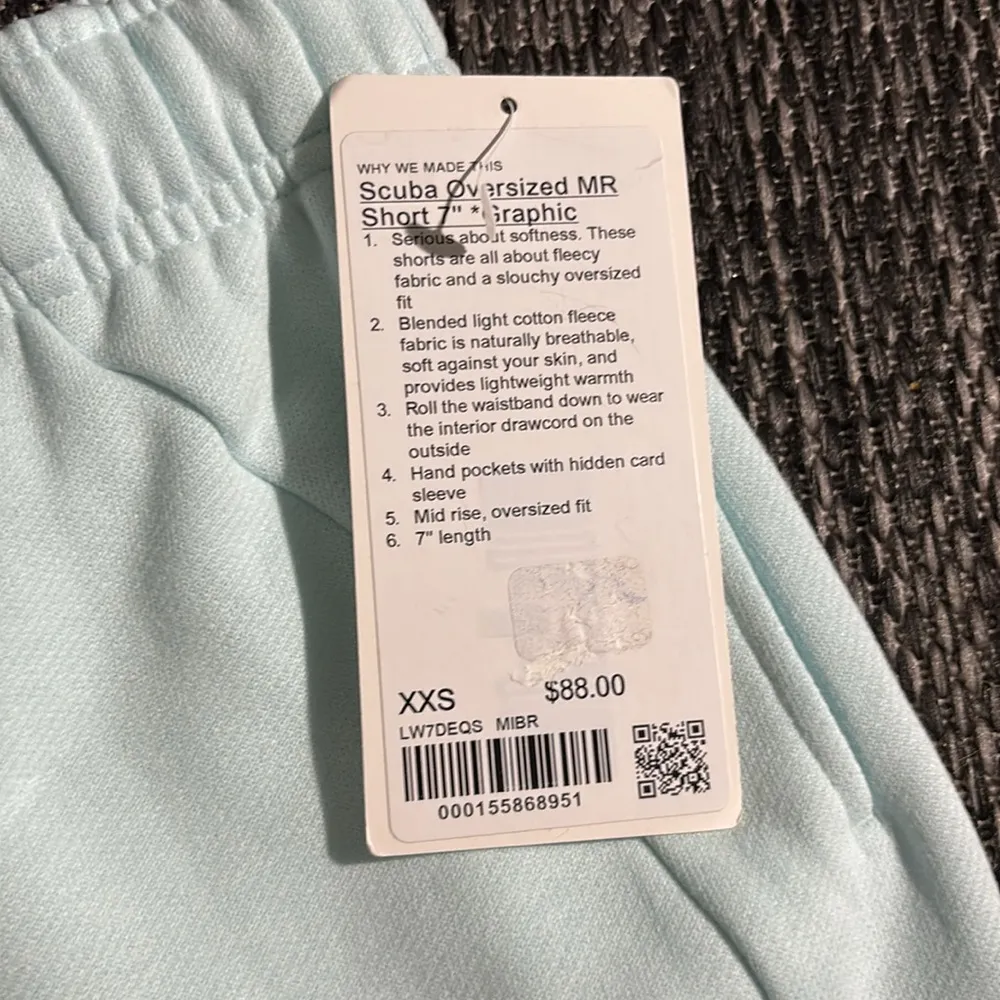 WHY WE MADE THIS
Scuba Oversized MR
Short 7" *Graphic
1. Serious about softness. These
shorts are all about fleecy
fabric and a slouchy oversized
fit
2. Blended light cotton fleece
fabric is naturally breathable,
soft against your skin, and
provides lightweight warmth
3. Roll the waistband down to wear
the interior drawcord on the
outside
4. Hand pockets with hidden card
sleeve
5. Mid rise, oversized fit
6. 7" length
XXS $88.00
LW7DEQS MIBR
000155868951